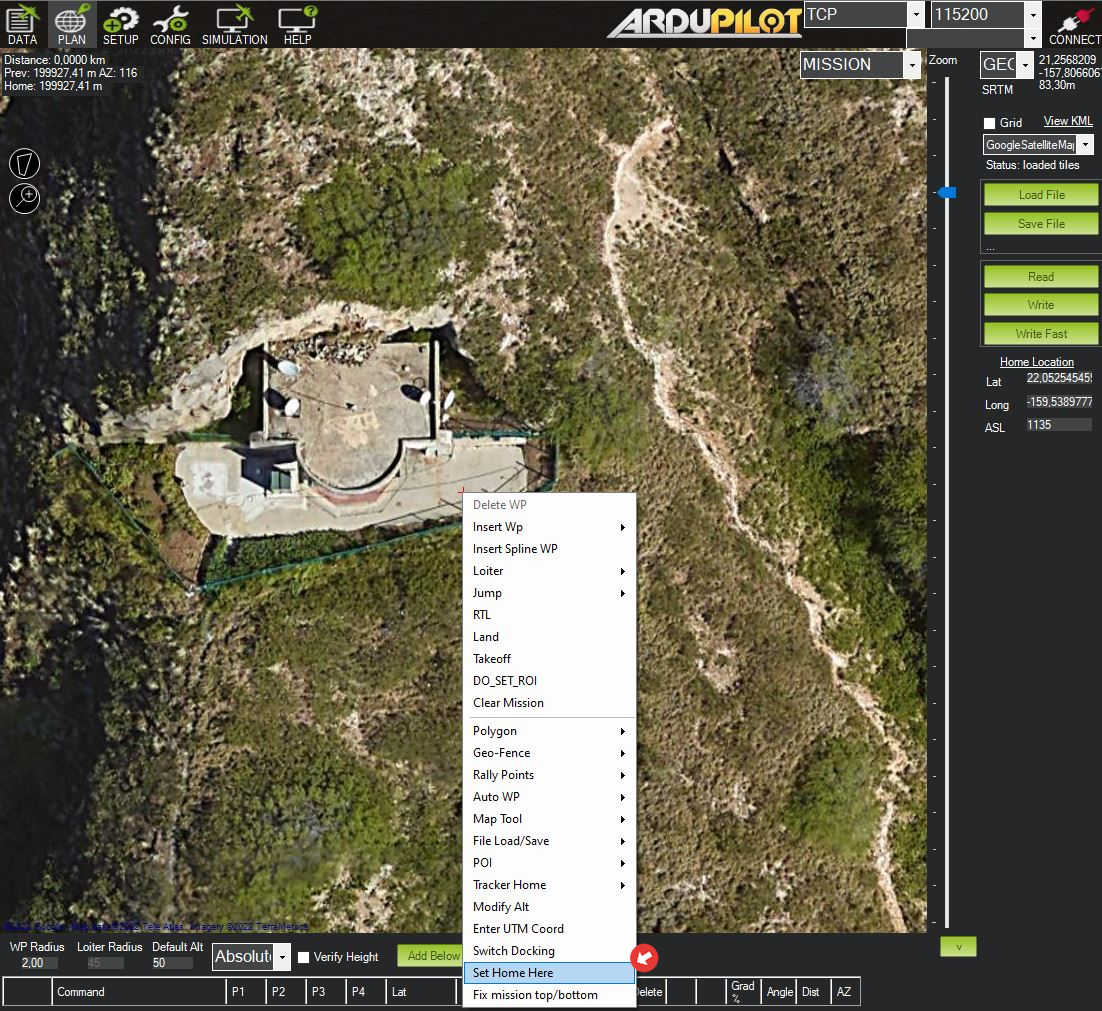 DATA PLAN SETUP CONFIG SIMULATION HELP
ARDUPILOT
TCP
115200
CONNECT
Distance: 0,0000 km
Prev: 199927,41 m AZ: 116
Home: 199927,41 m
MISSION
Zoom
GEO
21,2568209
-157,8066067
83,30m
SRTM
Grid
View KML
GoogleSatelliteMap
Status: loaded tiles
Load File
Save File
...
Read
Write
Write Fast
Home Location
Lat 22,052545455
Long -159,5389777
ASL 1135
Delete WP
Insert Wp
Insert Spline WP
Loiter
Jump
RTL
Land
Takeoff
DO_SET_ROI
Clear Mission
Polygon
Geo-Fence
Rally Points
Auto WP
Map Tool
File Load/Save
POI
Tracker Home
Modify Alt
Enter UTM Coord
Switch Docking
Set Home Here
Fix mission top/bottom
Tele Atlas, Imagery ©2022 TerraMetrics
WP Radius Loiter Radius Default Alt
2,00 45 50
Absolut
Verify Height
Add Below
v
Command P1 P2 P3 P4 Lat Delete Grad % Angle Dist AZ